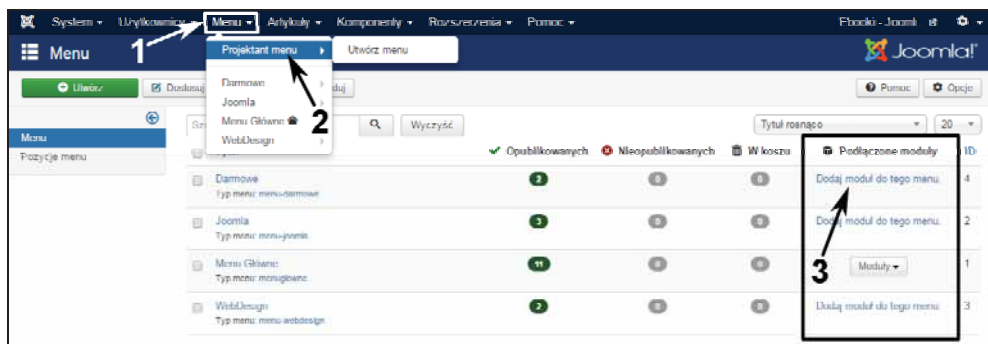 System Użytkownicy Menu Artykuły Komponenty Rozszerzenia Pomoc Ebooki - Jooml
1
Menu Joomla!
Projektant menu Utwórz menu
Utwórz Pomoc Opcje
Darmowe
Joomla
Menu Główne
WebDesign
2
Wyczyść Tytuł rosnąco 20
Menu
Pozycje menu
Opublikowanych Nieopublikowanych W koszu Podłączone moduły ID
Darmowe 2 0 0 Dodaj moduł do tego menu. 4
Typ menu: menu-darmowe
Joomla 3 0 0 Dodaj moduł do tego menu. 2
Typ menu: menu-joomla
3
Menu Główne 11 0 0 Moduły 1
Typ menu: menuglowne
WebDesign 2 0 0 Dodaj moduł do tego menu. 3
Typ menu: menu-webdesign